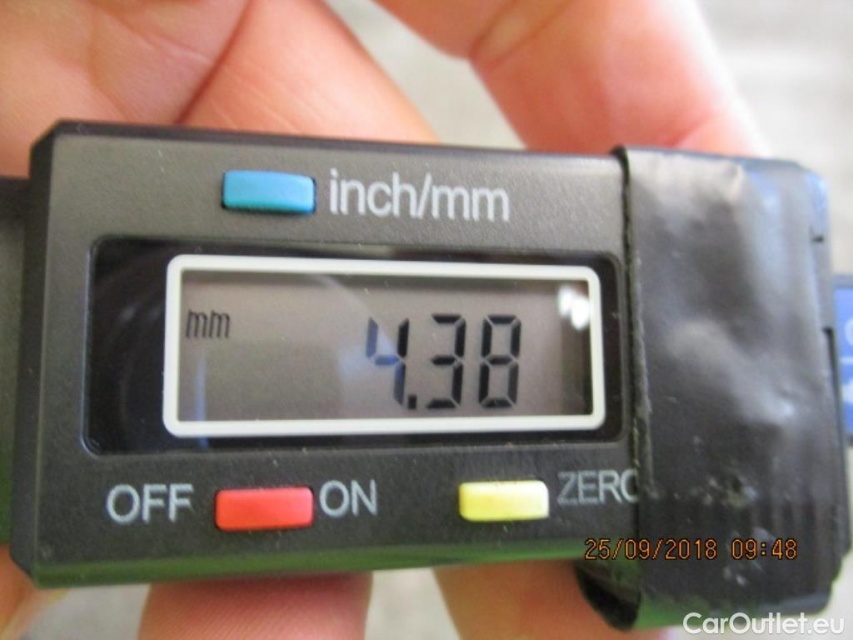 inch/mm
mm
4.38
OFF ON ZERO
25/09/2018 09:48
CarOutlet.eu